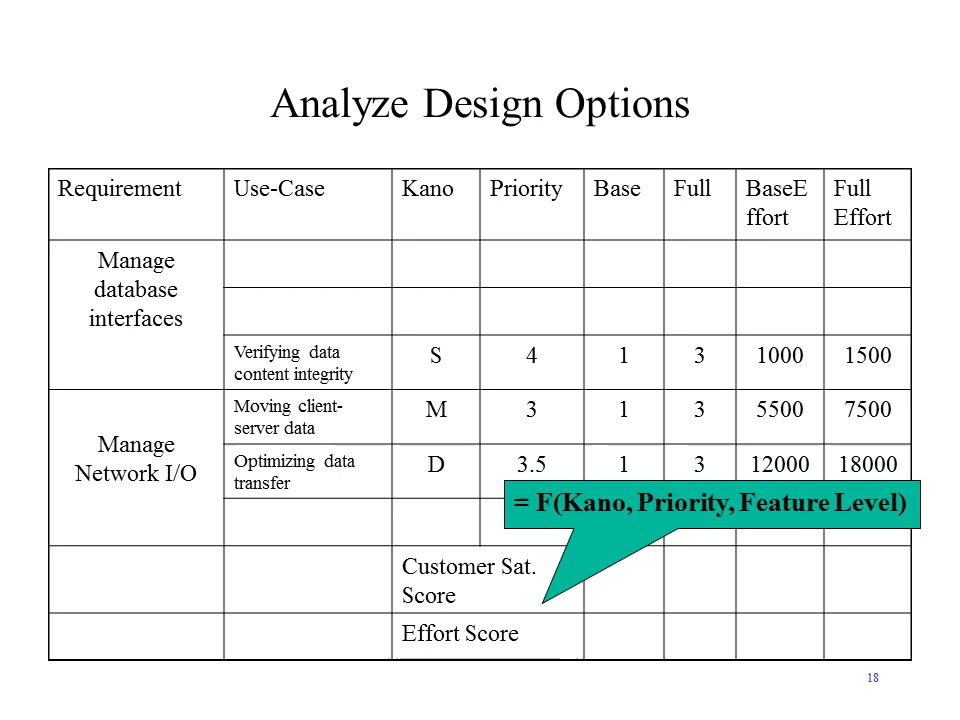 Analyze Design Options
Requirement Use-Case Kano Priority Base Full BaseE Full
ffort Effort
Manage
database
interfaces
Verifying data S 4 1 3 1000 1500
content integrity
Moving client- M 3 1 3 5500 7500
server data
Manage
Network I/O
Optimizing data D 3.5 1 3 12000 18000
transfer
= F(Kano, Priority, Feature Level)
Customer Sat.
Score
Effort Score
18